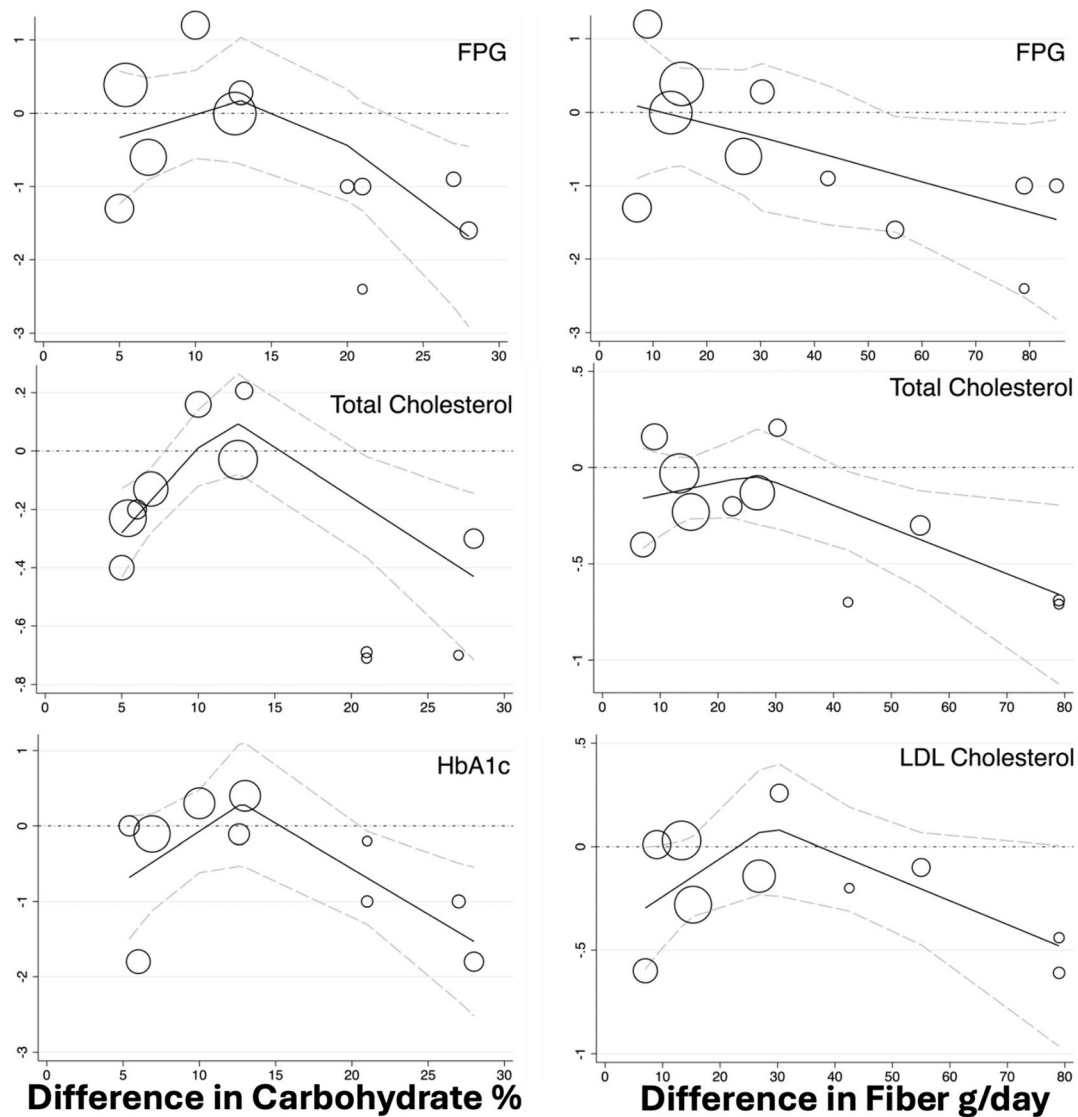 FPG
1
0
-1
-2
-3
0 5 10 15 20 25 30
FPG
1
0
-1
-2
-3
0 10 20 30 40 50 60 70 80
Total Cholesterol
.2
0
-.2
-.4
-.6
-.8
0 5 10 15 20 25 30
Total Cholesterol
.5
0
-.5
-1
0 10 20 30 40 50 60 70 80
HbA1c
1
0
-1
-2
-3
0 5 10 15 20 25 30
LDL Cholesterol
.5
0
-.5
-1
0 10 20 30 40 50 60 70 80
Difference in Carbohydrate %
Difference in Fiber g/day